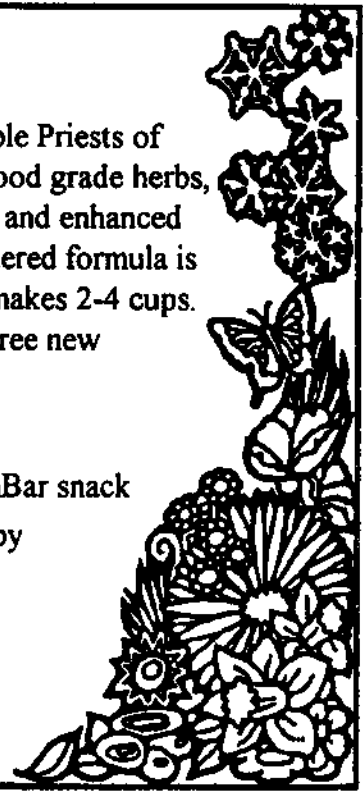 ple Priests of
ood grade herbs,
and enhanced
ered formula is
makes 2-4 cups.
ree new
Bar snack
by